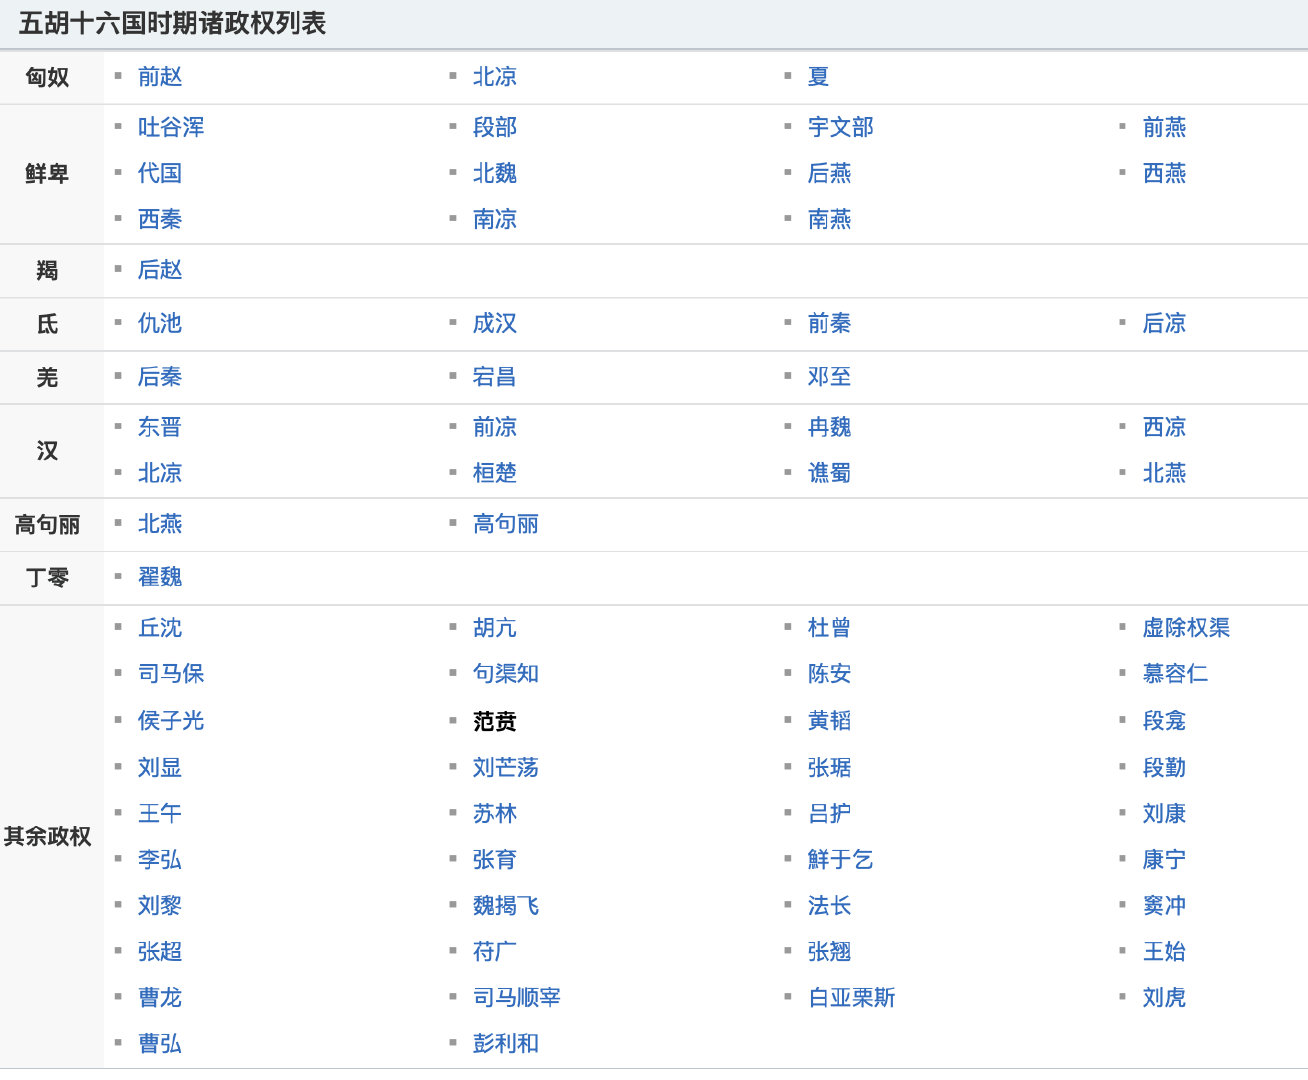 五胡十六国时期诸政权列表
匈奴
前赵 北凉 夏
鲜卑
吐谷浑 段部 宇文部 前燕
代国 北魏 后燕 西燕
西秦 南凉 南燕
羯
后赵
氐
仇池 成汉 前秦 后凉
羌
后秦 宕昌 邓至
汉
东晋 前凉 冉魏 西凉
北凉 桓楚 谯蜀 北燕
高句丽
北燕 高句丽
丁零
翟魏
其余政权
丘沈 胡亢 杜曾 虚除权渠
司马保 句渠知 陈安 慕容仁
侯子光 范贲 黄韬 段龛
刘显 刘芒荡 张琚 段勤
王午 苏林 吕护 刘康
李弘 张育 鲜于乞 康宁
刘黎 魏揭飞 法长 窦冲
张超 苻广 张翘 王始
曹龙 司马顺宰 白亚栗斯 刘虎
曹弘 彭利和